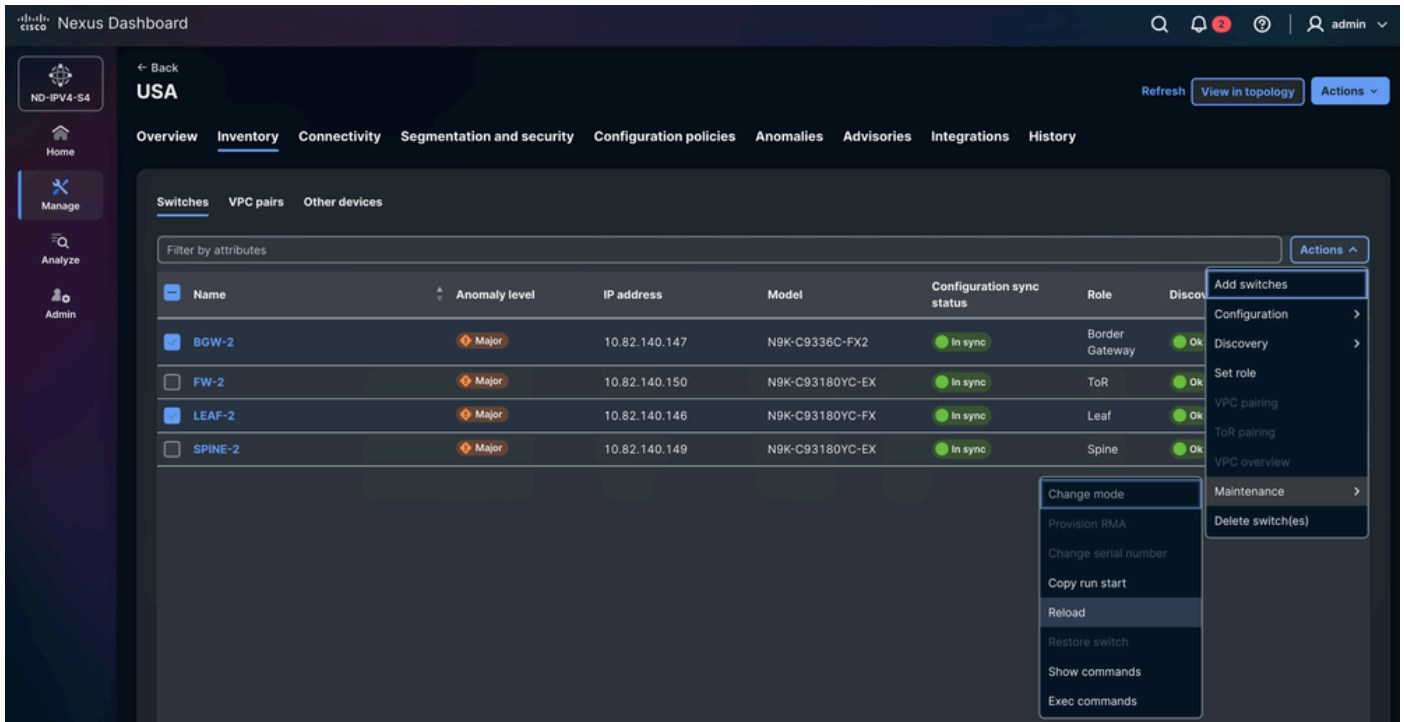 cisco Nexus Dashboard
2
admin
ND-IPV4-S4
Home
Manage
Analyze
Admin
← Back
USA
Refresh
View in topology
Actions
Overview Inventory Connectivity Segmentation and security Configuration policies Anomalies Advisories Integrations History
Switches VPC pairs Other devices
Filter by attributes
Actions
Name Anomaly level IP address Model Configuration sync status Role Discov
BGW-2 Major 10.82.140.147 N9K-C9336C-FX2 In sync Border Gateway Ok
FW-2 Major 10.82.140.150 N9K-C93180YC-EX In sync ToR Ok
LEAF-2 Major 10.82.140.146 N9K-C93180YC-FX In sync Leaf Ok
SPINE-2 Major 10.82.140.149 N9K-C93180YC-EX In sync Spine Ok
Add switches
Configuration
Discovery
Set role
VPC pairing
ToR pairing
VPC overview
Maintenance
Delete switch(es)
Change mode
Provision RMA
Change serial number
Copy run start
Reload
Restore switch
Show commands
Exec commands